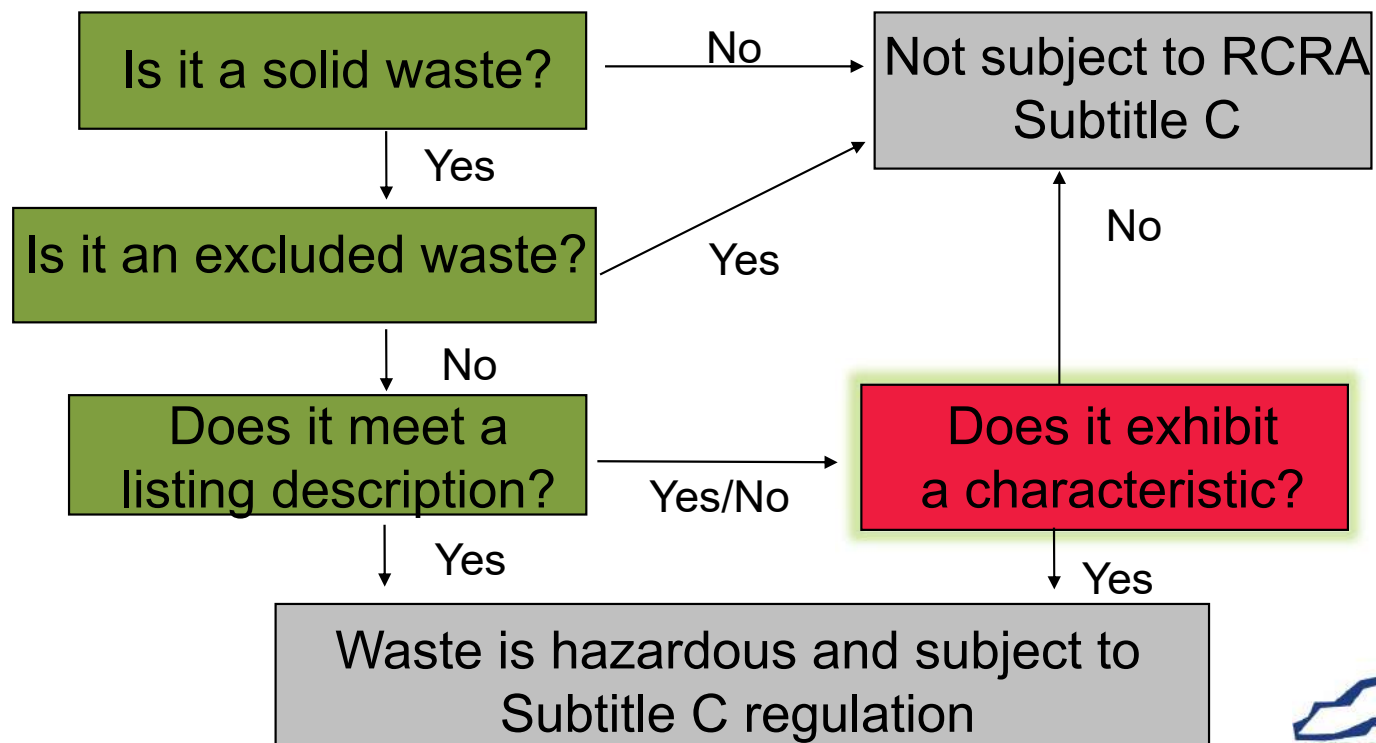 Is it a solid waste?
No
Not subject to RCRA
Subtitle C
Yes
Is it an excluded waste?
Yes
No
No
Does it meet a
listing description?
Yes/No
Does it exhibit
a characteristic?
Yes
Yes
Waste is hazardous and subject to
Subtitle C regulation